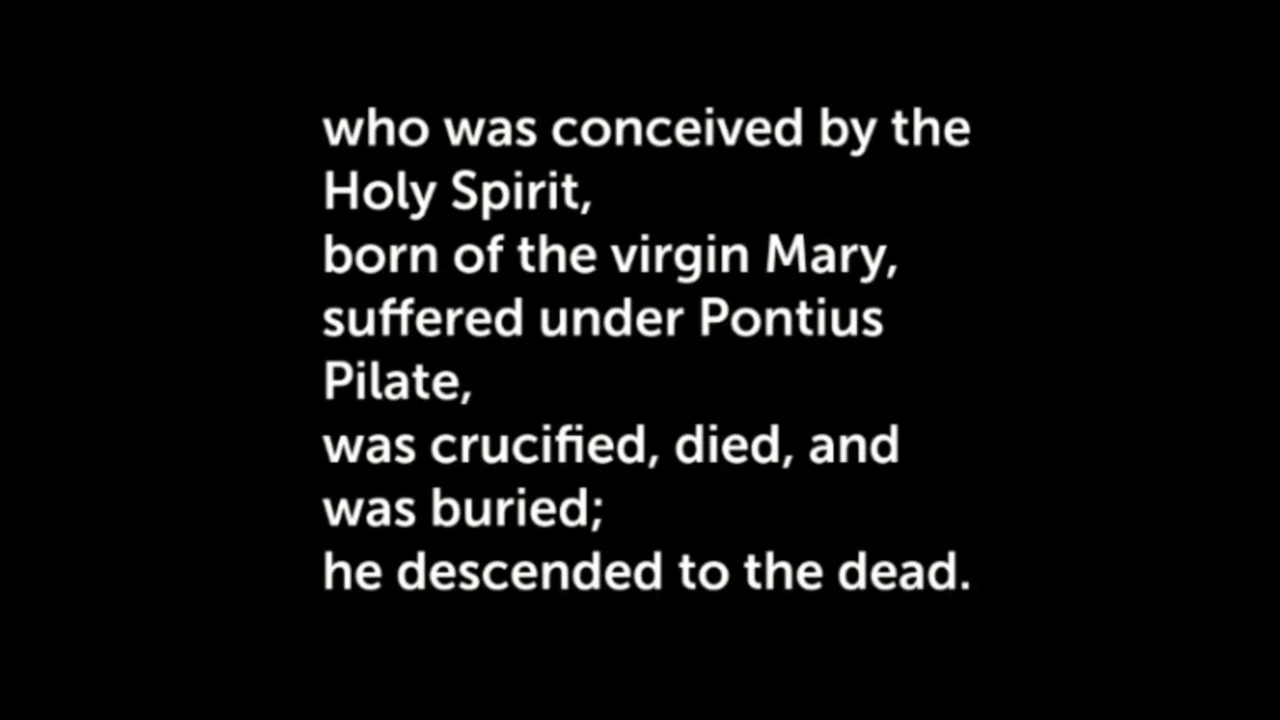 who was conceived by the
Holy Spirit,
born of the virgin Mary,
suffered under Pontius
Pilate,
was crucified, died, and
was buried;
he descended to the dead.